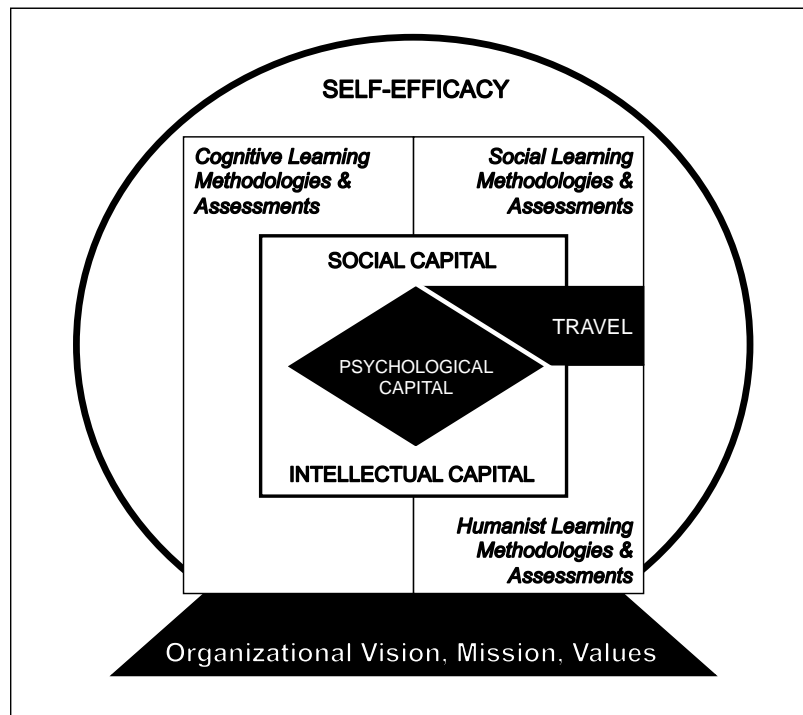 SELF-EFFICACY
Cognitive Learning
Methodologies &
Assessments
Social Learning
Methodologies &
Assessments
SOCIAL CAPITAL
TRAVEL
PSYCHOLOGICAL
CAPITAL
INTELLECTUAL CAPITAL
Humanist Learning
Methodologies &
Assessments
Organizational Vision, Mission, Values